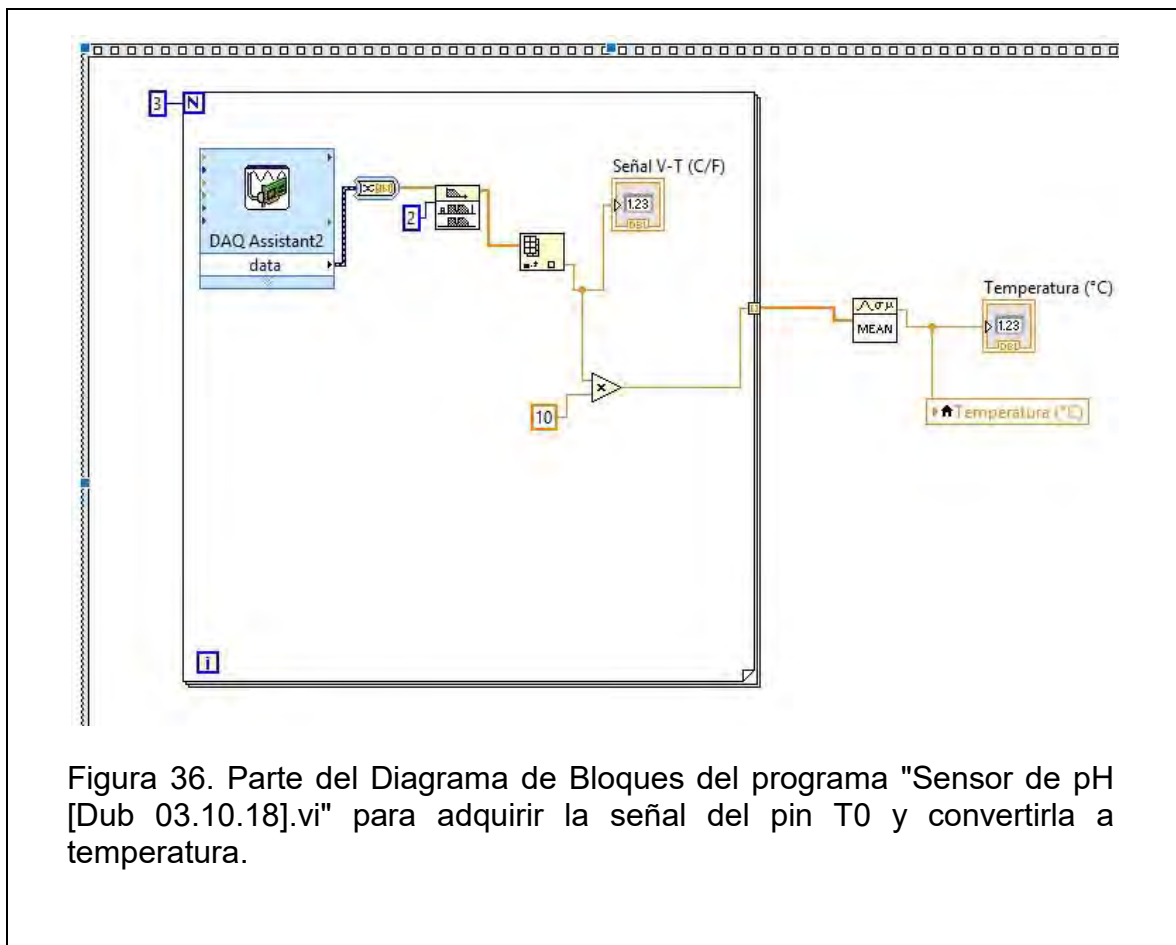 3
N
Señal V-T (C/F)
1.23
DBL
2
DAQ Assistant2
data
Temperatura (°C)
1.23
DBL
MEAN
10
Temperatura (°C)
i
Figura 36. Parte del Diagrama de Bloques del programa "Sensor de pH
[Dub 03.10.18].vi" para adquirir la señal del pin T0 y convertirla a
temperatura.